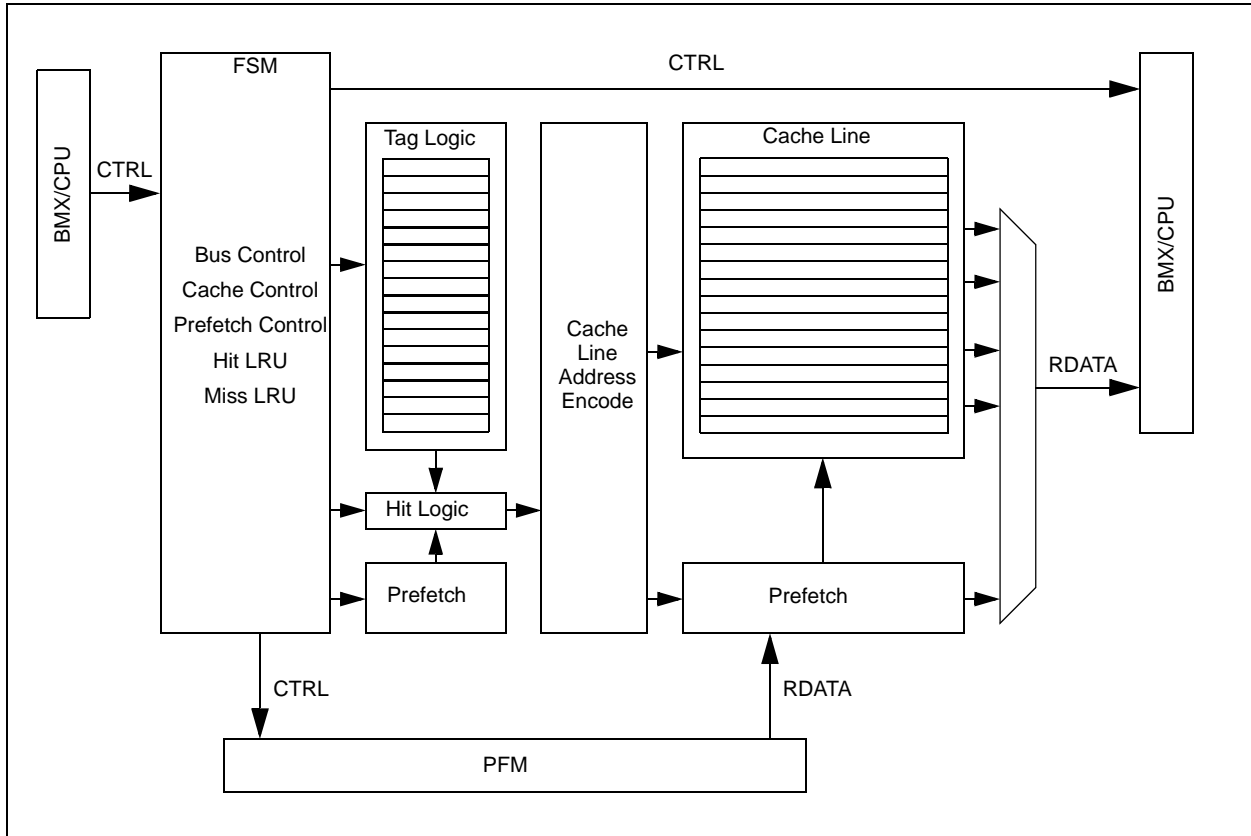 FSM
CTRL
BMX/CPU
CTRL
Tag Logic
Cache Line
BMX/CPU
Bus Control
Cache Control
Prefetch Control
Hit LRU
Miss LRU
Cache
Line
Address
Encode
RDATA
Hit Logic
Prefetch
Prefetch
CTRL
RDATA
PFM